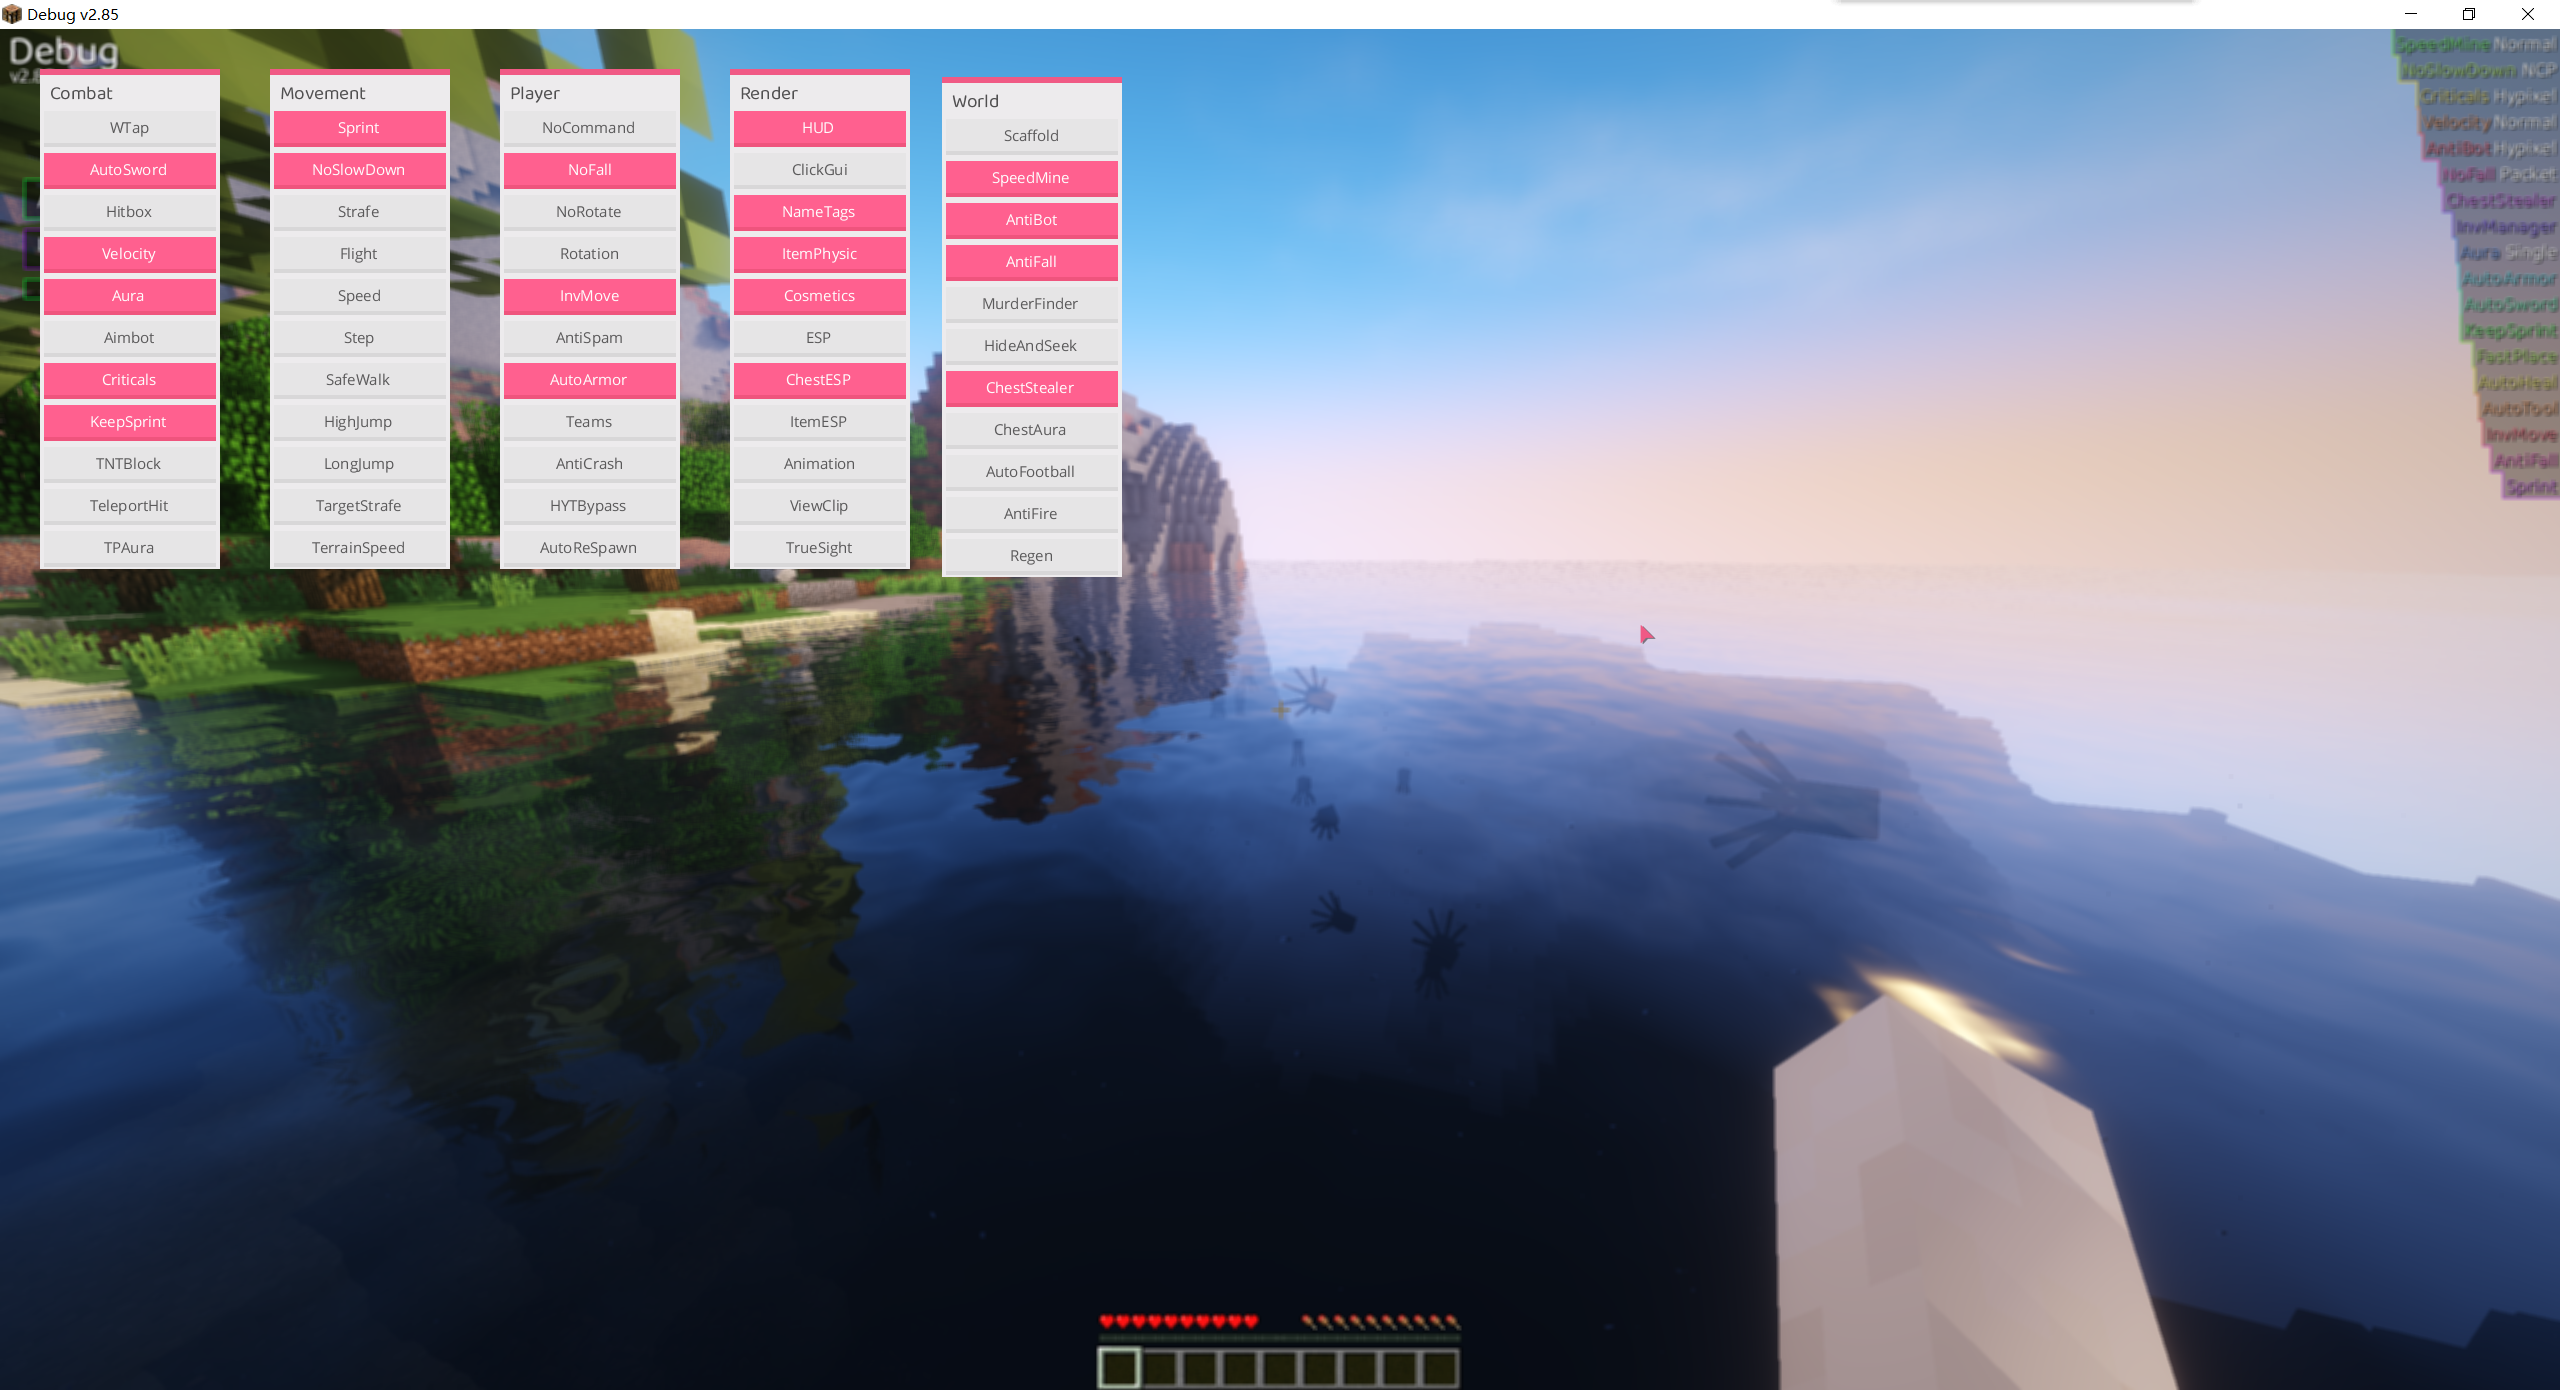 Debug v2.85
Debug
Combat
WTap
AutoSword
Hitbox
Velocity
Aura
Aimbot
Criticals
KeepSprint
TNTBlock
TeleportHit
TPAura
Movement
Sprint
NoSlowDown
Strafe
Flight
Speed
Step
SafeWalk
HighJump
LongJump
TargetStrafe
TerrainSpeed
Player
NoCommand
NoFall
NoRotate
Rotation
InvMove
AntiSpam
AutoArmor
Teams
AntiCrash
HYTBypass
AutoReSpawn
Render
HUD
ClickGui
NameTags
ItemPhysic
Cosmetics
ESP
ChestESP
ItemESP
Animation
ViewClip
TrueSight
World
Scaffold
SpeedMine
AntiBot
AntiFall
MurderFinder
HideAndSeek
ChestStealer
ChestAura
AutoFootball
AntiFire
Regen
SpeedMine Normal
NoSlowDown NCP
Criticals Hypixel
Velocity Normal
AntiBot Hypixel
NoFall Packet
ChestStealer
InvManager
Aura Single
AutoArmor
AutoSword
KeepSprint
FastPlace
AutoHeal
AutoTool
InvMove
AntiFall
Sprint